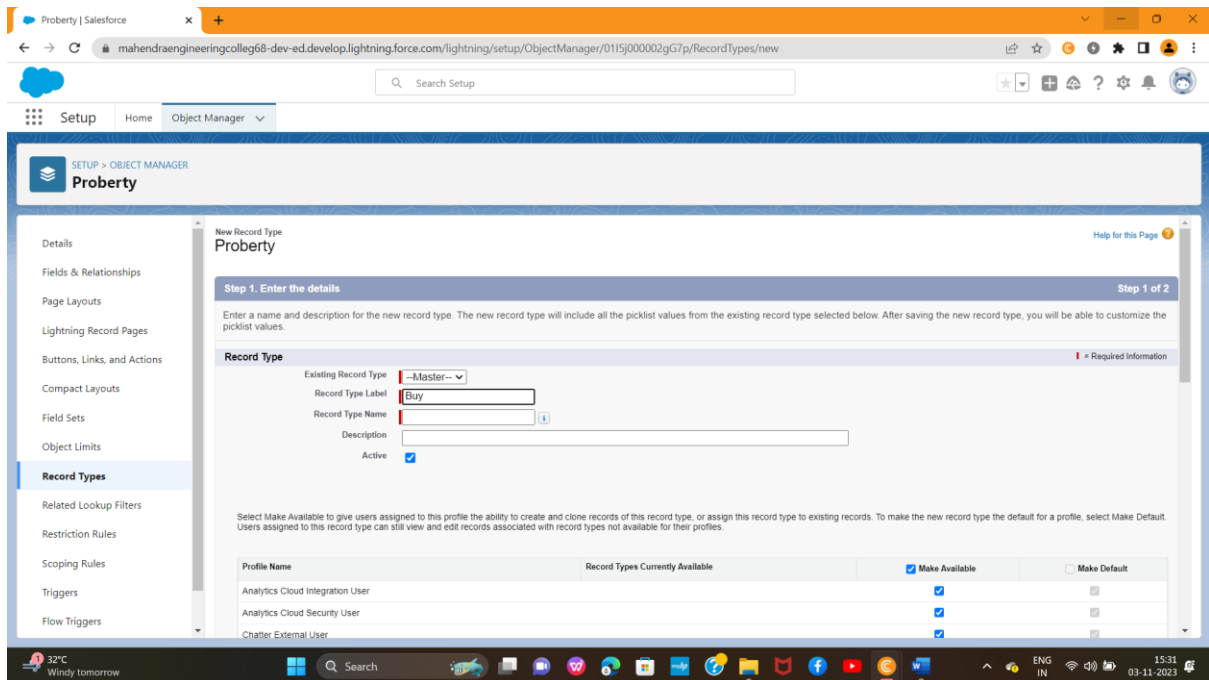 Proberty | Salesforce
mahendraengineeringcolleg68-dev-ed.develop.lightning.force.com/lightning/setup/ObjectManager/01I5j000002gG7p/RecordTypes/new
Search Setup
Setup Home Object Manager
SETUP > OBJECT MANAGER
Proberty
Details
Fields & Relationships
Page Layouts
Lightning Record Pages
Buttons, Links, and Actions
Compact Layouts
Field Sets
Object Limits
Record Types
Related Lookup Filters
Restriction Rules
Scoping Rules
Triggers
Flow Triggers
New Record Type
Proberty
Help for this Page
Step 1. Enter the details Step 1 of 2
Enter a name and description for the new record type. The new record type will include all the picklist values from the existing record type selected below. After saving the new record type, you will be able to customize the
picklist values.
Record Type = Required Information
Existing Record Type --Master--
Record Type Label Buy
Record Type Name
Description
Active
Select Make Available to give users assigned to this profile the ability to create and clone records of this record type, or assign this record type to existing records. To make the new record type the default for a profile, select Make Default.
Users assigned to this record type can still view and edit records associated with record types not available for their profiles.
Profile Name Record Types Currently Available Make Available Make Default
Analytics Cloud Integration User
Analytics Cloud Security User
Chatter External User
1 32°C
Windy tomorrow
Search
ENG
IN
15:31
03-11-2023